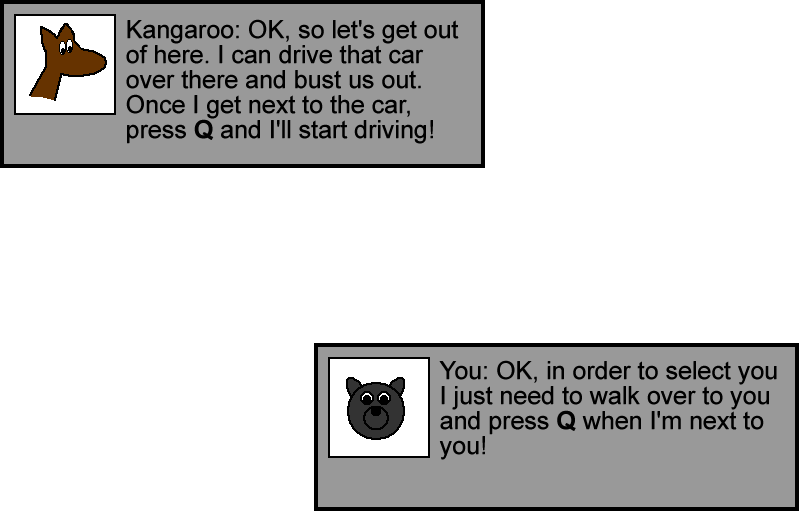 Kangaroo: OK, so let's get out
of here. I can drive that car
over there and bust us out.
Once I get next to the car,
press Q and I'll start driving!
You: OK, in order to select you
I just need to walk over to you
and press Q when I'm next to
you!